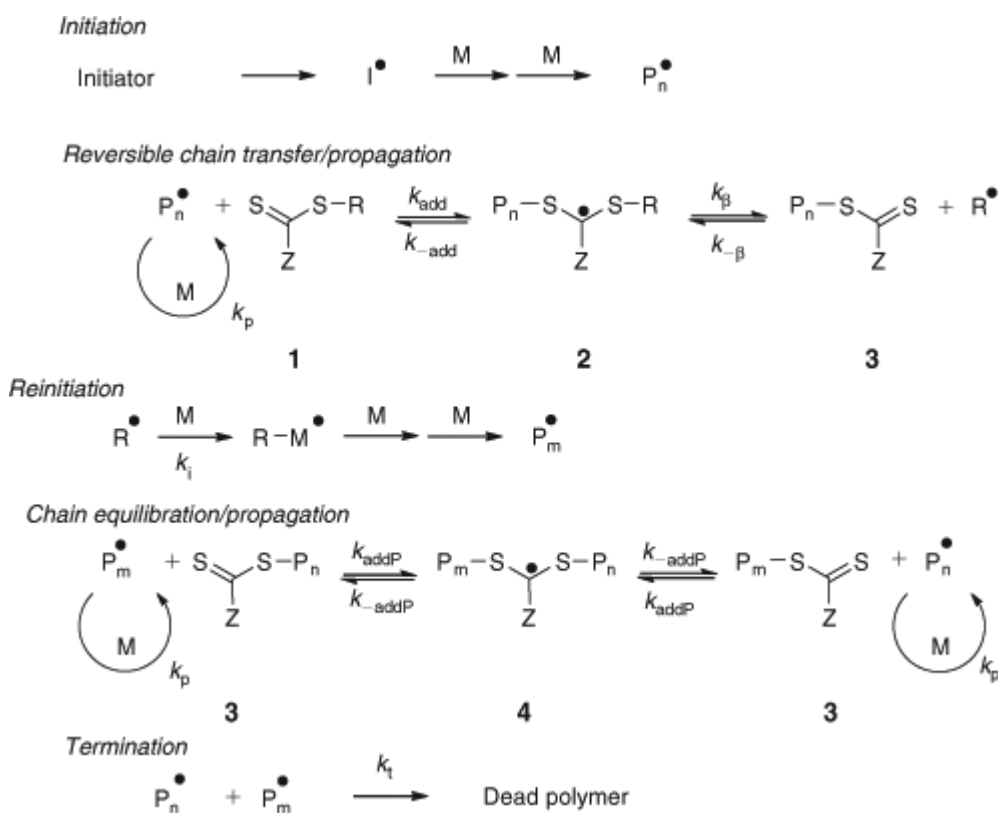 Initiation
Initiator I● M M Pn●
Reversible chain transfer/propagation
Pn● + S S–R kadd k–add Pn–S S–R kβ k–β Pn–S S + R●
Z Z Z
M
kp
1 2 3
Reinitiation
R● M ki R–M● M M Pm●
Chain equilibration/propagation
Pm● + S S–Pn kaddP k–addP Pm–S S–Pn k–addP kaddP Pm–S S + Pn●
Z Z Z
M M
kp kp
3 4 3
Termination
Pn● + Pm● kt Dead polymer